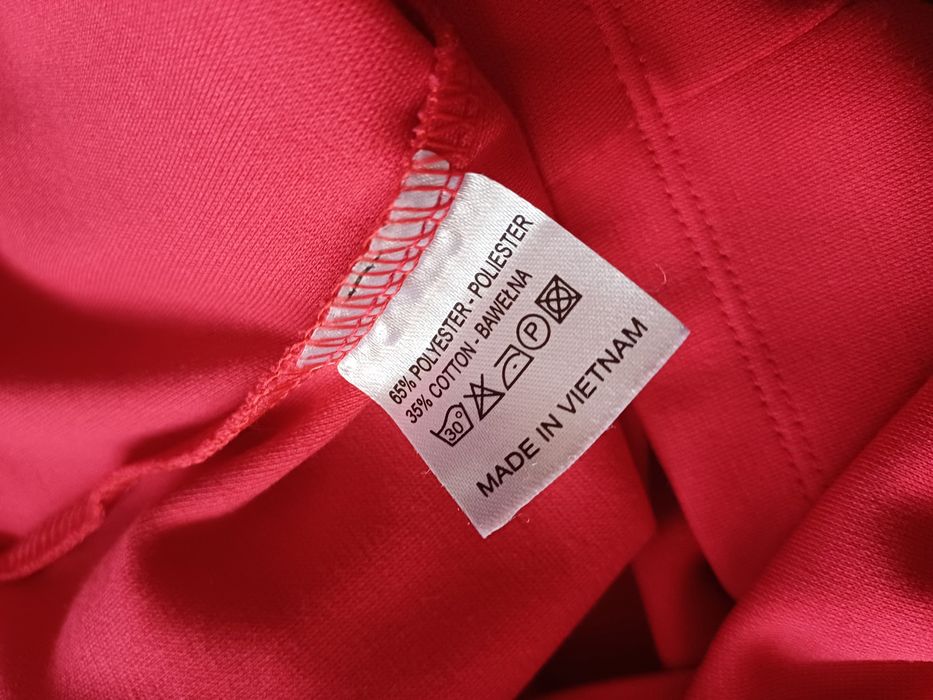 65% POLYESTER - POLIESTER
35% COTTON - BAWEŁNA
30° P
MADE IN VIETNAM